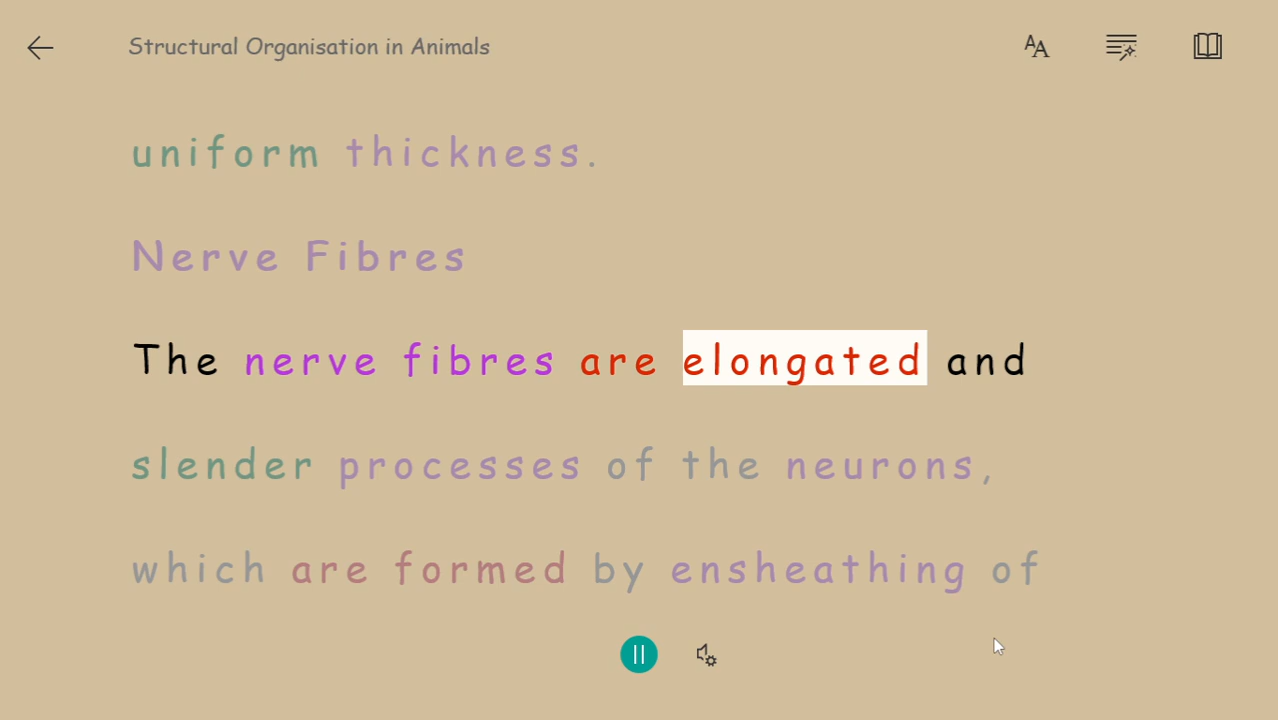 Structural Organisation in Animals
uniform thickness.
Nerve Fibres
The nerve fibres are elongated and
slender processes of the neurons,
which are formed by ensheathing of